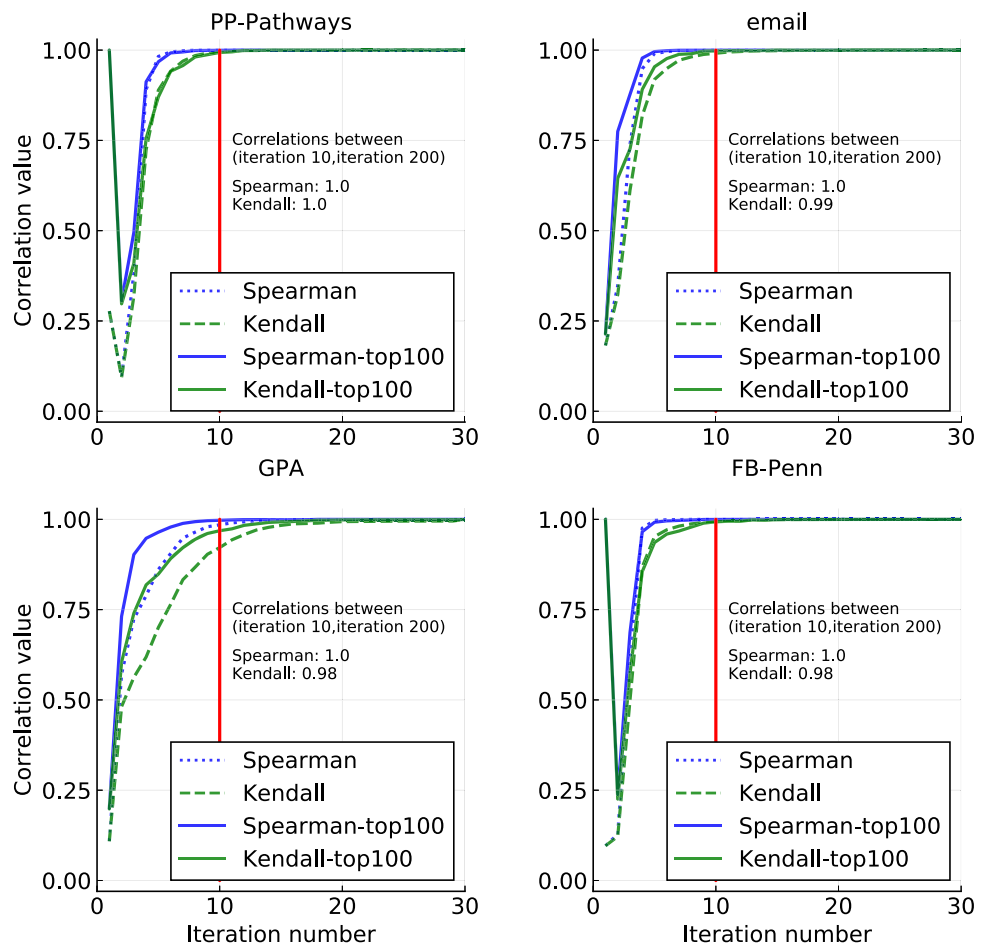 PP-Pathways
1.00
0.75
0.50
0.25
0.00
Correlation value
Correlations between
(iteration 10,iteration 200)
Spearman: 1.0
Kendall: 1.0
Spearman
Kendall
Spearman-top100
Kendall-top100
0
10
20
30
email
1.00
0.75
0.50
0.25
0.00
Correlations between
(iteration 10,iteration 200)
Spearman: 1.0
Kendall: 0.99
Spearman
Kendall
Spearman-top100
Kendall-top100
0
10
20
30
GPA
1.00
0.75
0.50
0.25
0.00
Correlation value
Correlations between
(iteration 10,iteration 200)
Spearman: 1.0
Kendall: 0.98
Spearman
Kendall
Spearman-top100
Kendall-top100
0
10
20
30
Iteration number
FB-Penn
1.00
0.75
0.50
0.25
0.00
Correlations between
(iteration 10,iteration 200)
Spearman: 1.0
Kendall: 0.98
Spearman
Kendall
Spearman-top100
Kendall-top100
0
10
20
30
Iteration number